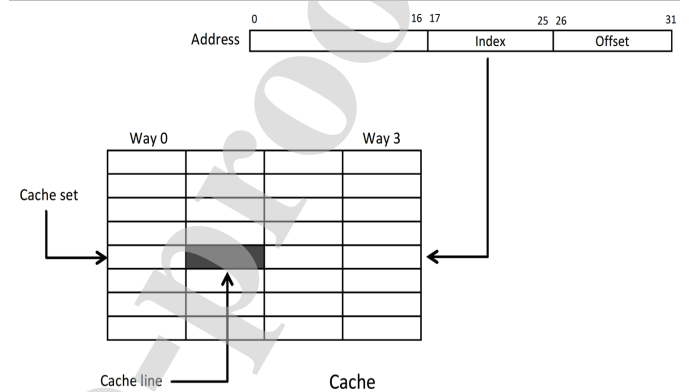 0 16 17 25 26 31
Address Index Offset
Way 0 Way 3
Cache set
Cache line Cache